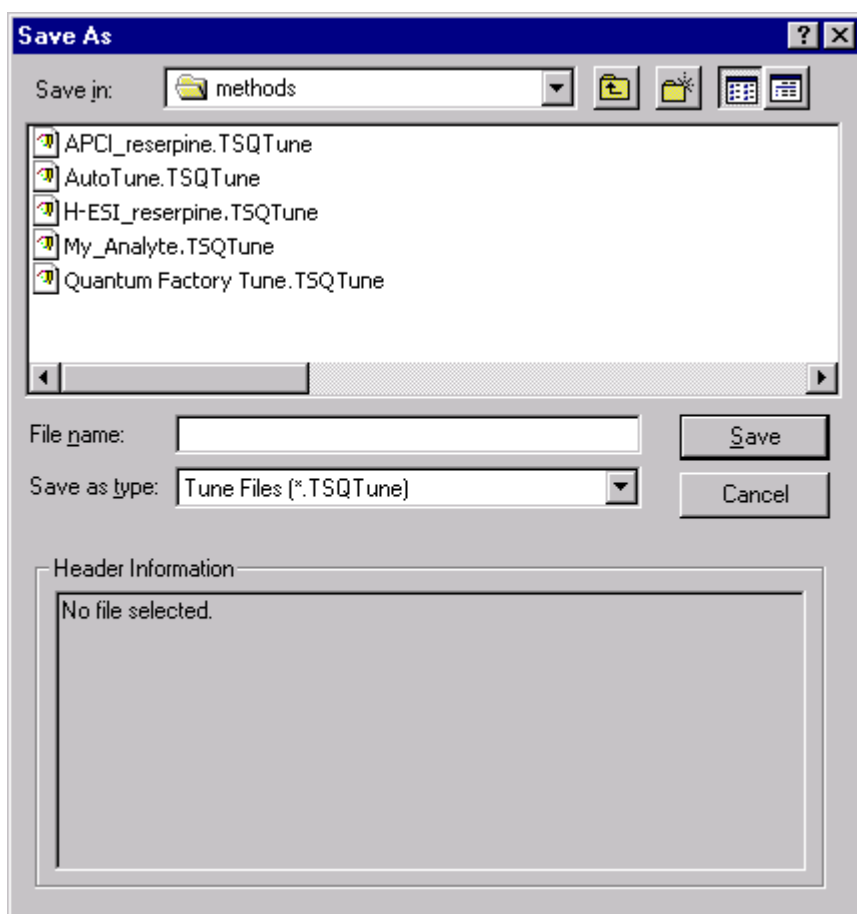 Save As
Save in: methods
APCI_reserpine.TSQTune
AutoTune.TSQTune
H-ESI_reserpine.TSQTune
My_Analyte.TSQTune
Quantum Factory Tune.TSQTune
File name: Save
Save as type: Tune Files (*.TSQTune) Cancel
Header Information
No file selected.